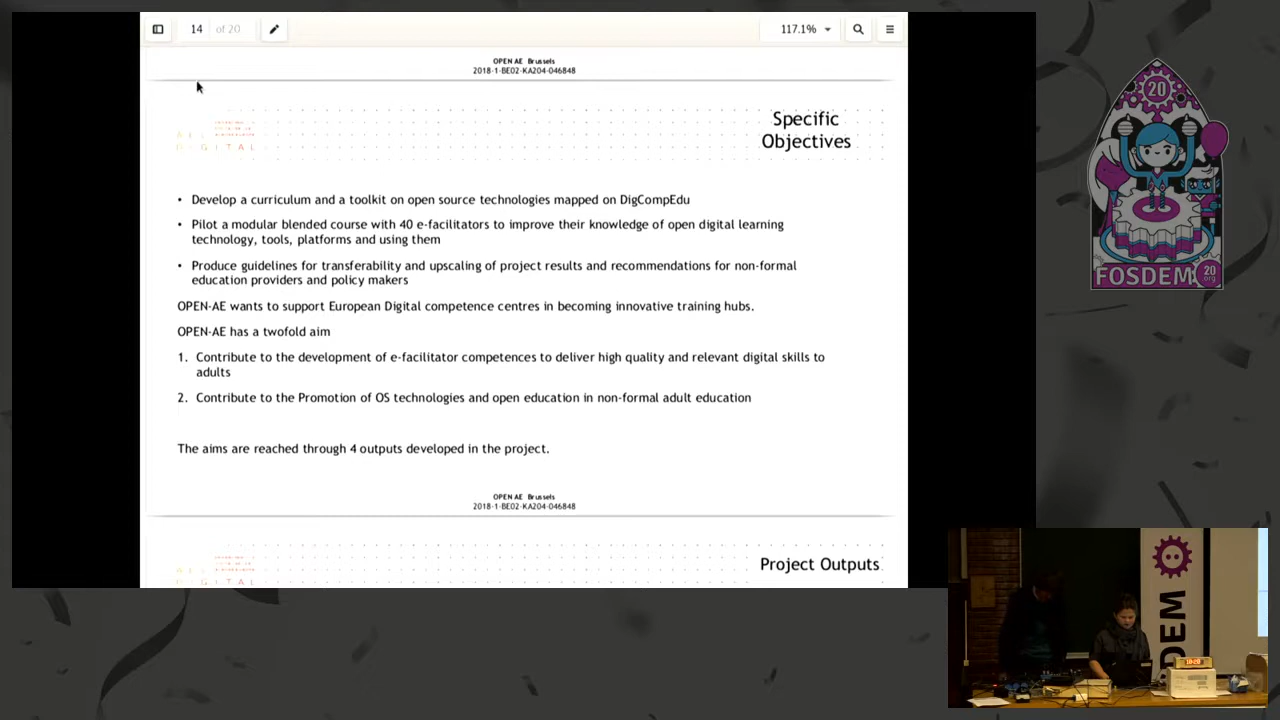 14 of 20
117.1%
OPEN AE Brussels
2018-1-BE02-KA204-046848
Specific
Objectives
DIGITAL
• Develop a curriculum and a toolkit on open source technologies mapped on DigCompEdu
• Pilot a modular blended course with 40 e-facilitators to improve their knowledge of open digital learning
technology, tools, platforms and using them
• Produce guidelines for transferability and upscaling of project results and recommendations for non-formal
education providers and policy makers
OPEN-AE wants to support European Digital competence centres in becoming innovative training hubs.
OPEN-AE has a twofold aim
1. Contribute to the development of e-facilitator competences to deliver high quality and relevant digital skills to
adults
2. Contribute to the Promotion of OS technologies and open education in non-formal adult education
The aims are reached through 4 outputs developed in the project.
OPEN AE Brussels
2018-1-BE02-KA204-046848
Project Outputs
DIGITAL
20
FOSDEM 20
.org
DEM